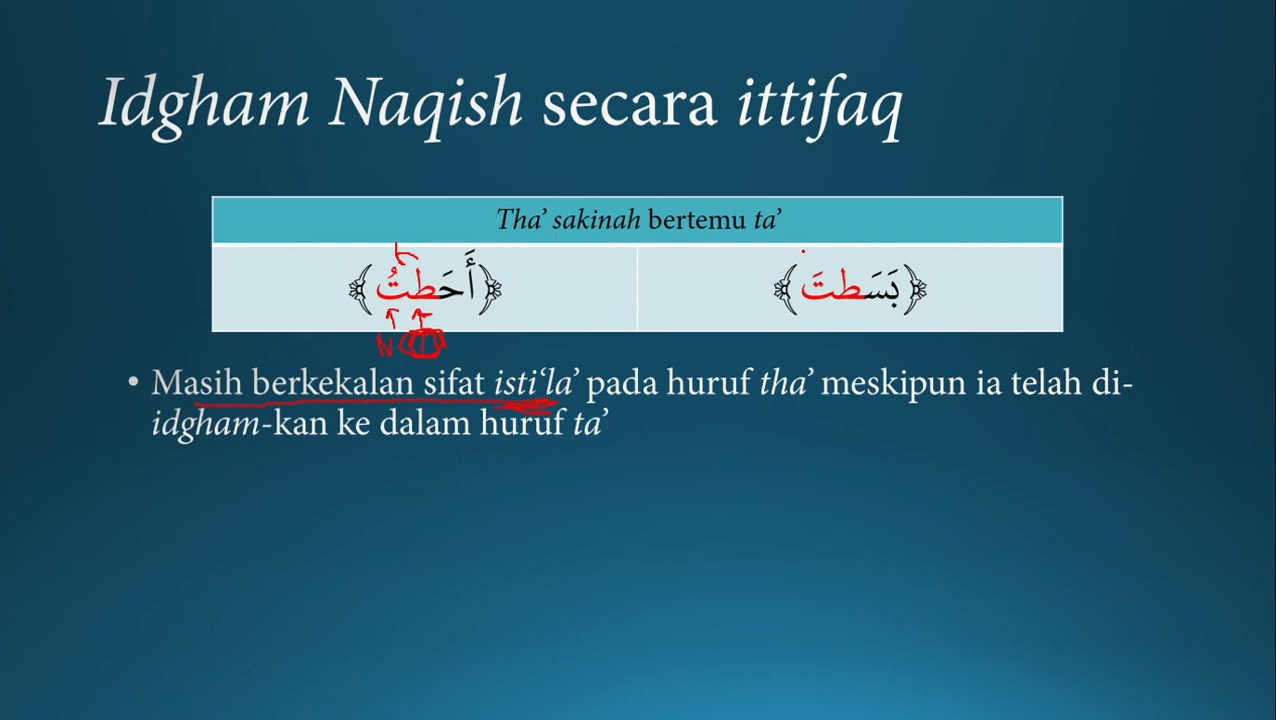 Idgham Naqish secara ittifaq
Tha’ sakinah bertemu ta’
﴿بَسَطتَ﴾
﴿أَحَطتُ﴾
• Masih berkekalan sifat isti‘la’ pada huruf tha’ meskipun ia telah di-
idgham-kan ke dalam huruf ta’